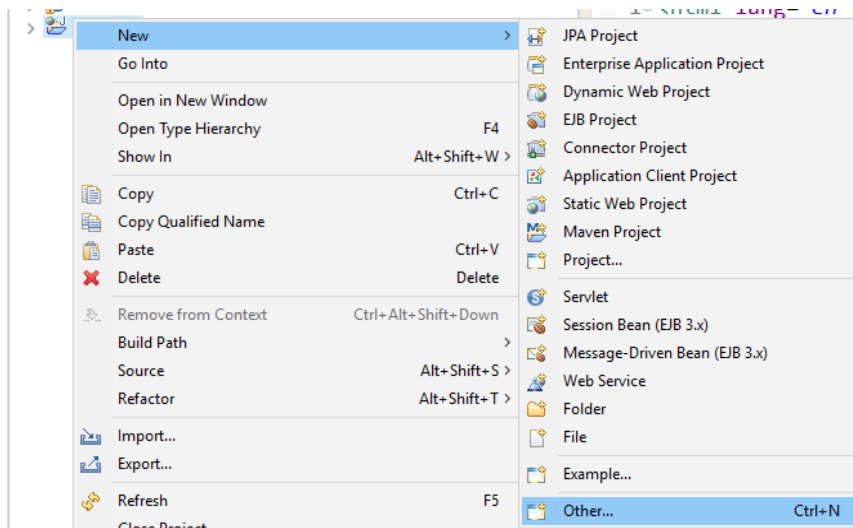 New >
Go Into
Open in New Window
Open Type Hierarchy F4
Show In Alt+Shift+W >
Copy Ctrl+C
Copy Qualified Name
Paste Ctrl+V
Delete Delete
Remove from Context Ctrl+Alt+Shift+Down
Build Path >
Source Alt+Shift+S >
Refactor Alt+Shift+T >
Import...
Export...
Refresh F5
Close Project
JPA Project
Enterprise Application Project
Dynamic Web Project
EJB Project
Connector Project
Application Client Project
Static Web Project
Maven Project
Project...
Servlet
Session Bean (EJB 3.x)
Message-Driven Bean (EJB 3.x)
Web Service
Folder
File
Example...
Other... Ctrl+N